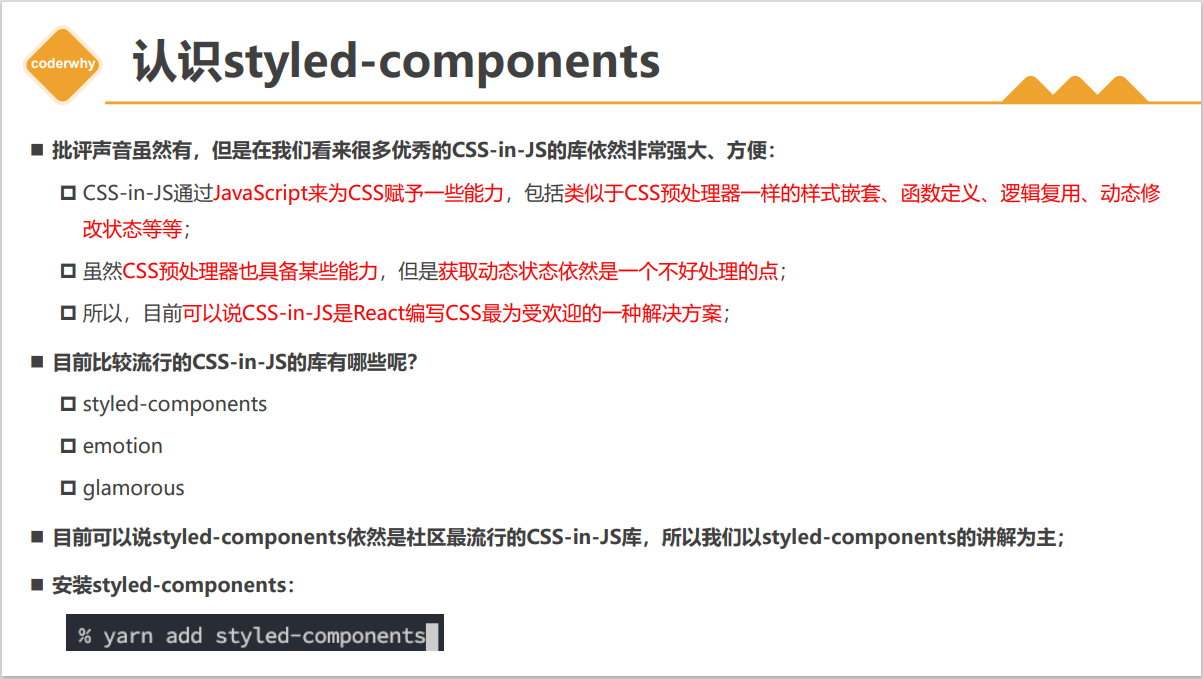 coderwhy
认识styled-components
批评声音虽然有，但是在我们看来很多优秀的CSS-in-JS的库依然非常强大、方便：
CSS-in-JS通过JavaScript来为CSS赋予一些能力，包括类似于CSS预处理器一样的样式嵌套、函数定义、逻辑复用、动态修
改状态等等；
虽然CSS预处理器也具备某些能力，但是获取动态状态依然是一个不好处理的点；
所以，目前可以说CSS-in-JS是React编写CSS最为受欢迎的一种解决方案；
目前比较流行的CSS-in-JS的库有哪些呢？
styled-components
emotion
glamorous
目前可以说styled-components依然是社区最流行的CSS-in-JS库，所以我们以styled-components的讲解为主；
安装styled-components：
% yarn add styled-components